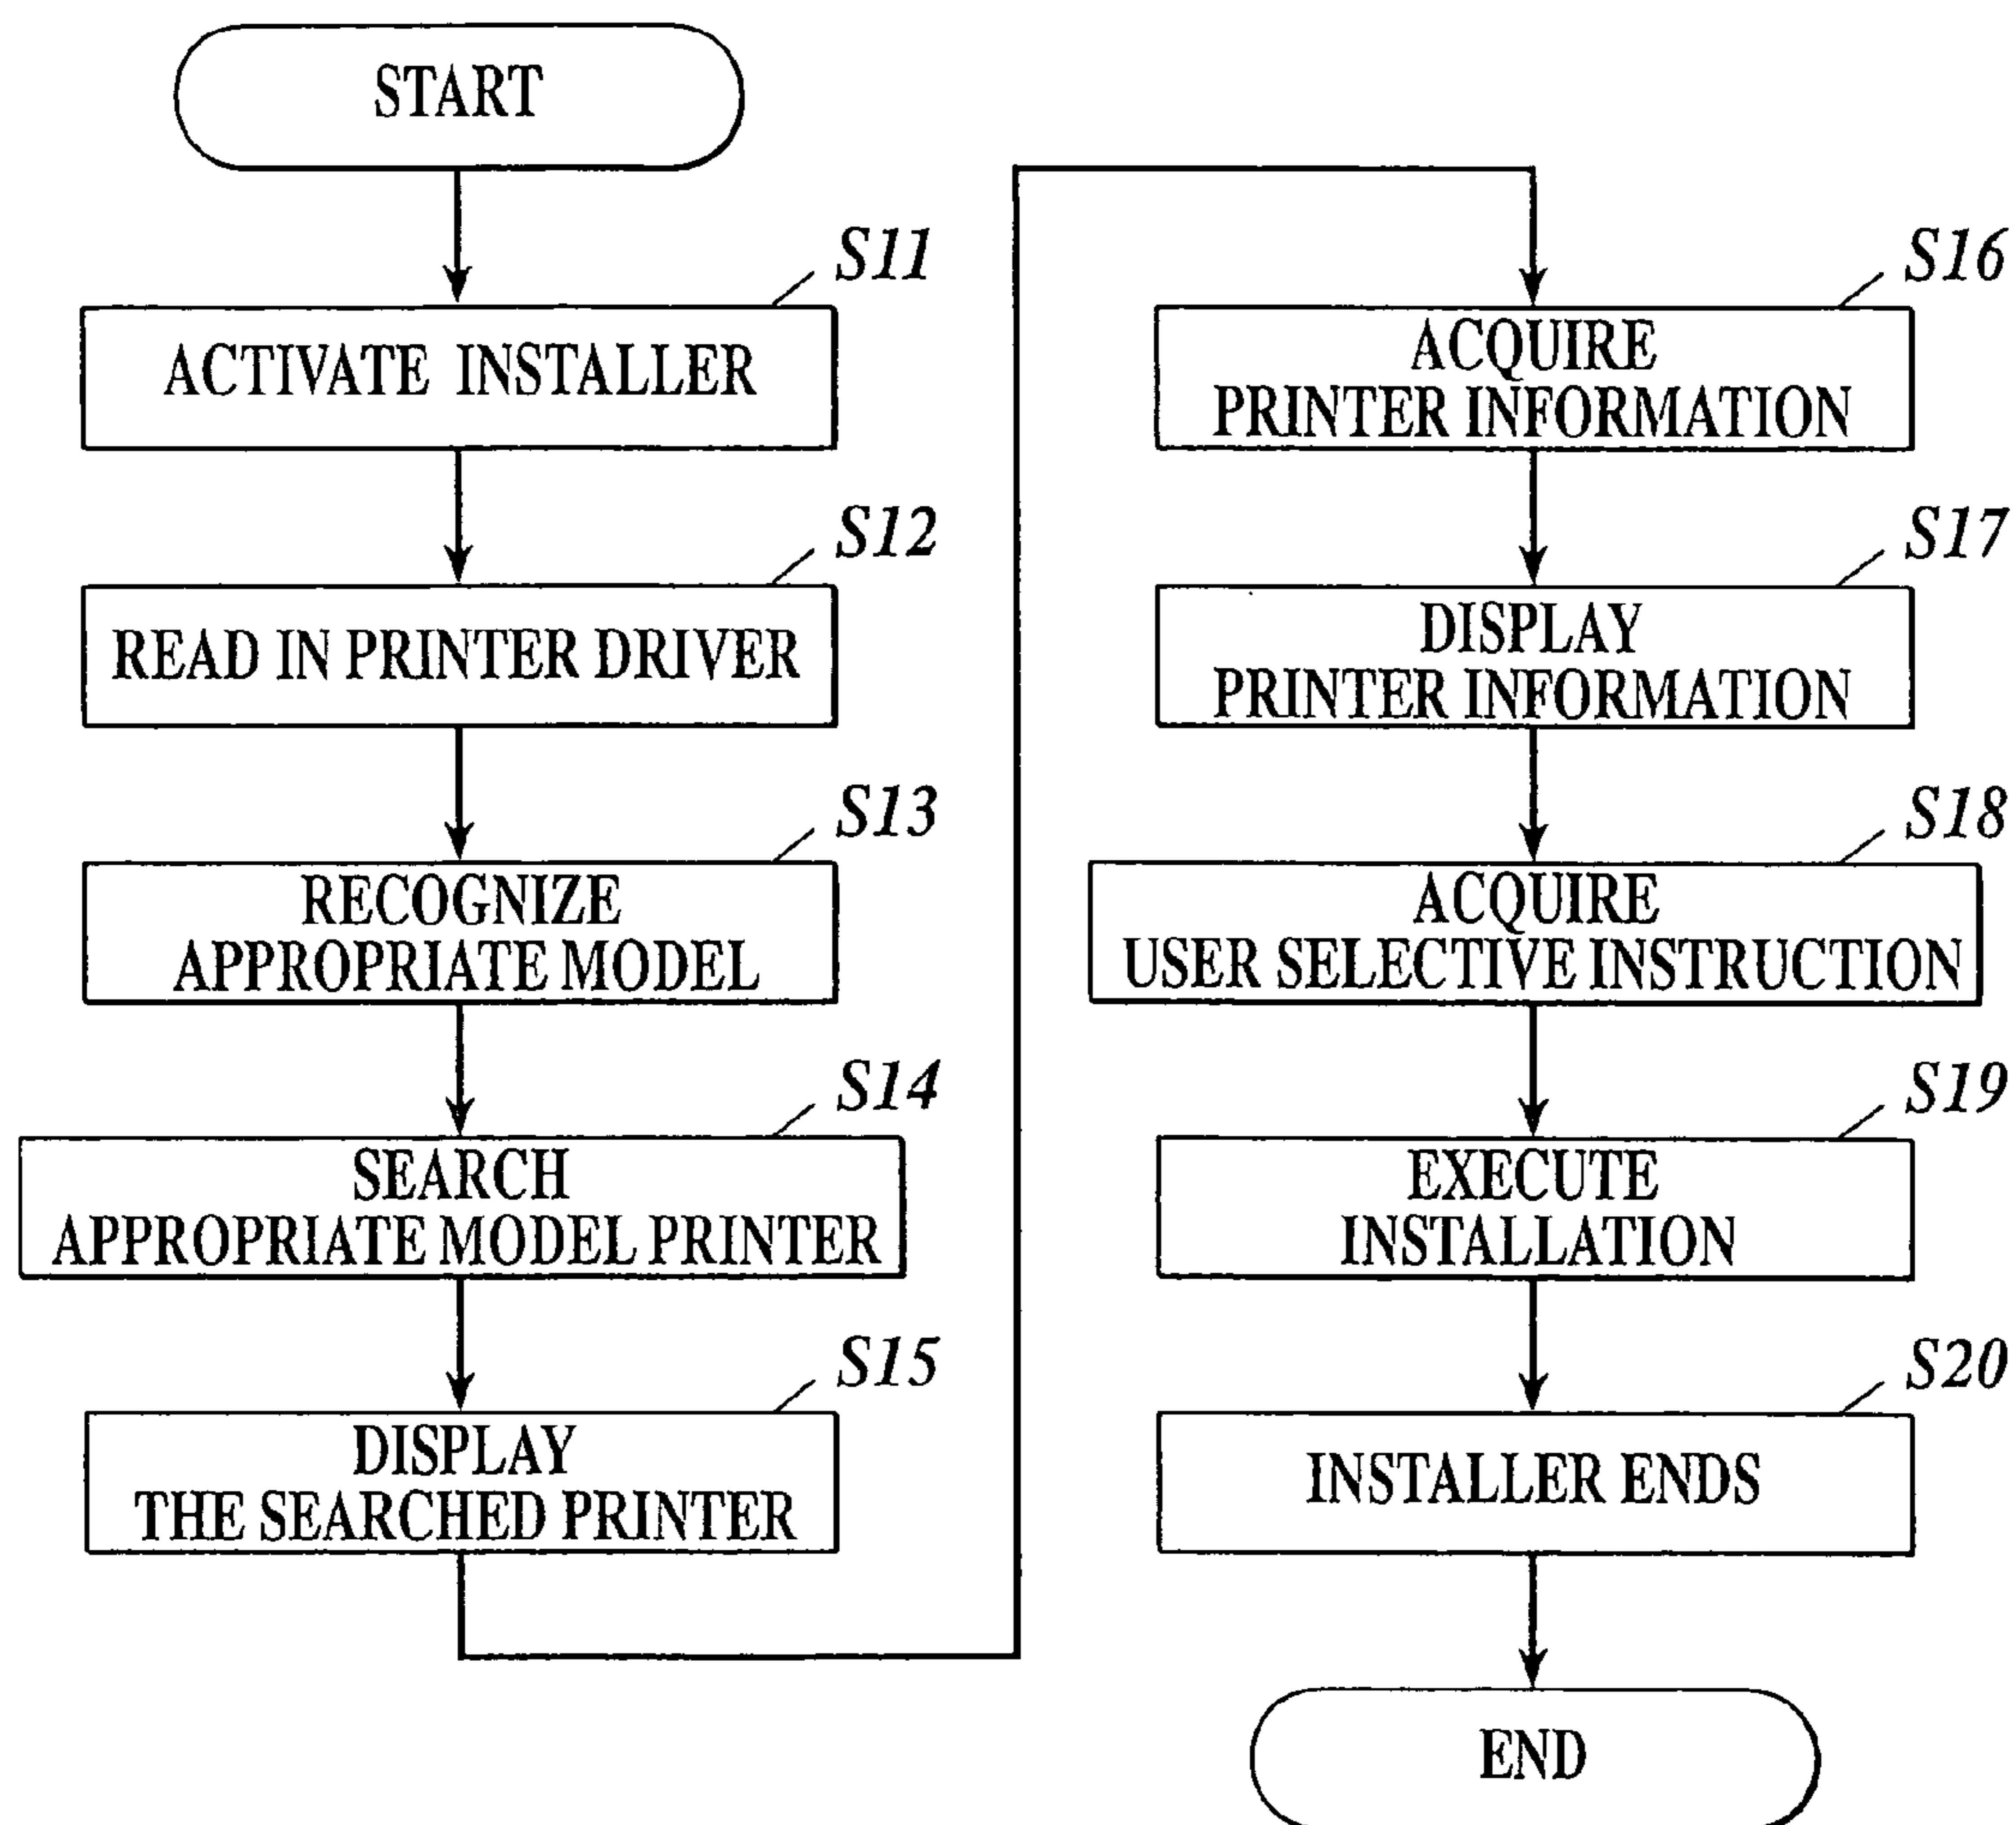 START
S11
ACTIVATE INSTALLER
S12
READ IN PRINTER DRIVER
S13
RECOGNIZE
APPROPRIATE MODEL
S14
SEARCH
APPROPRIATE MODEL PRINTER
S15
DISPLAY
THE SEARCHED PRINTER
S16
ACQUIRE
PRINTER INFORMATION
S17
DISPLAY
PRINTER INFORMATION
S18
ACQUIRE
USER SELECTIVE INSTRUCTION
S19
EXECUTE
INSTALLATION
S20
INSTALLER ENDS
END